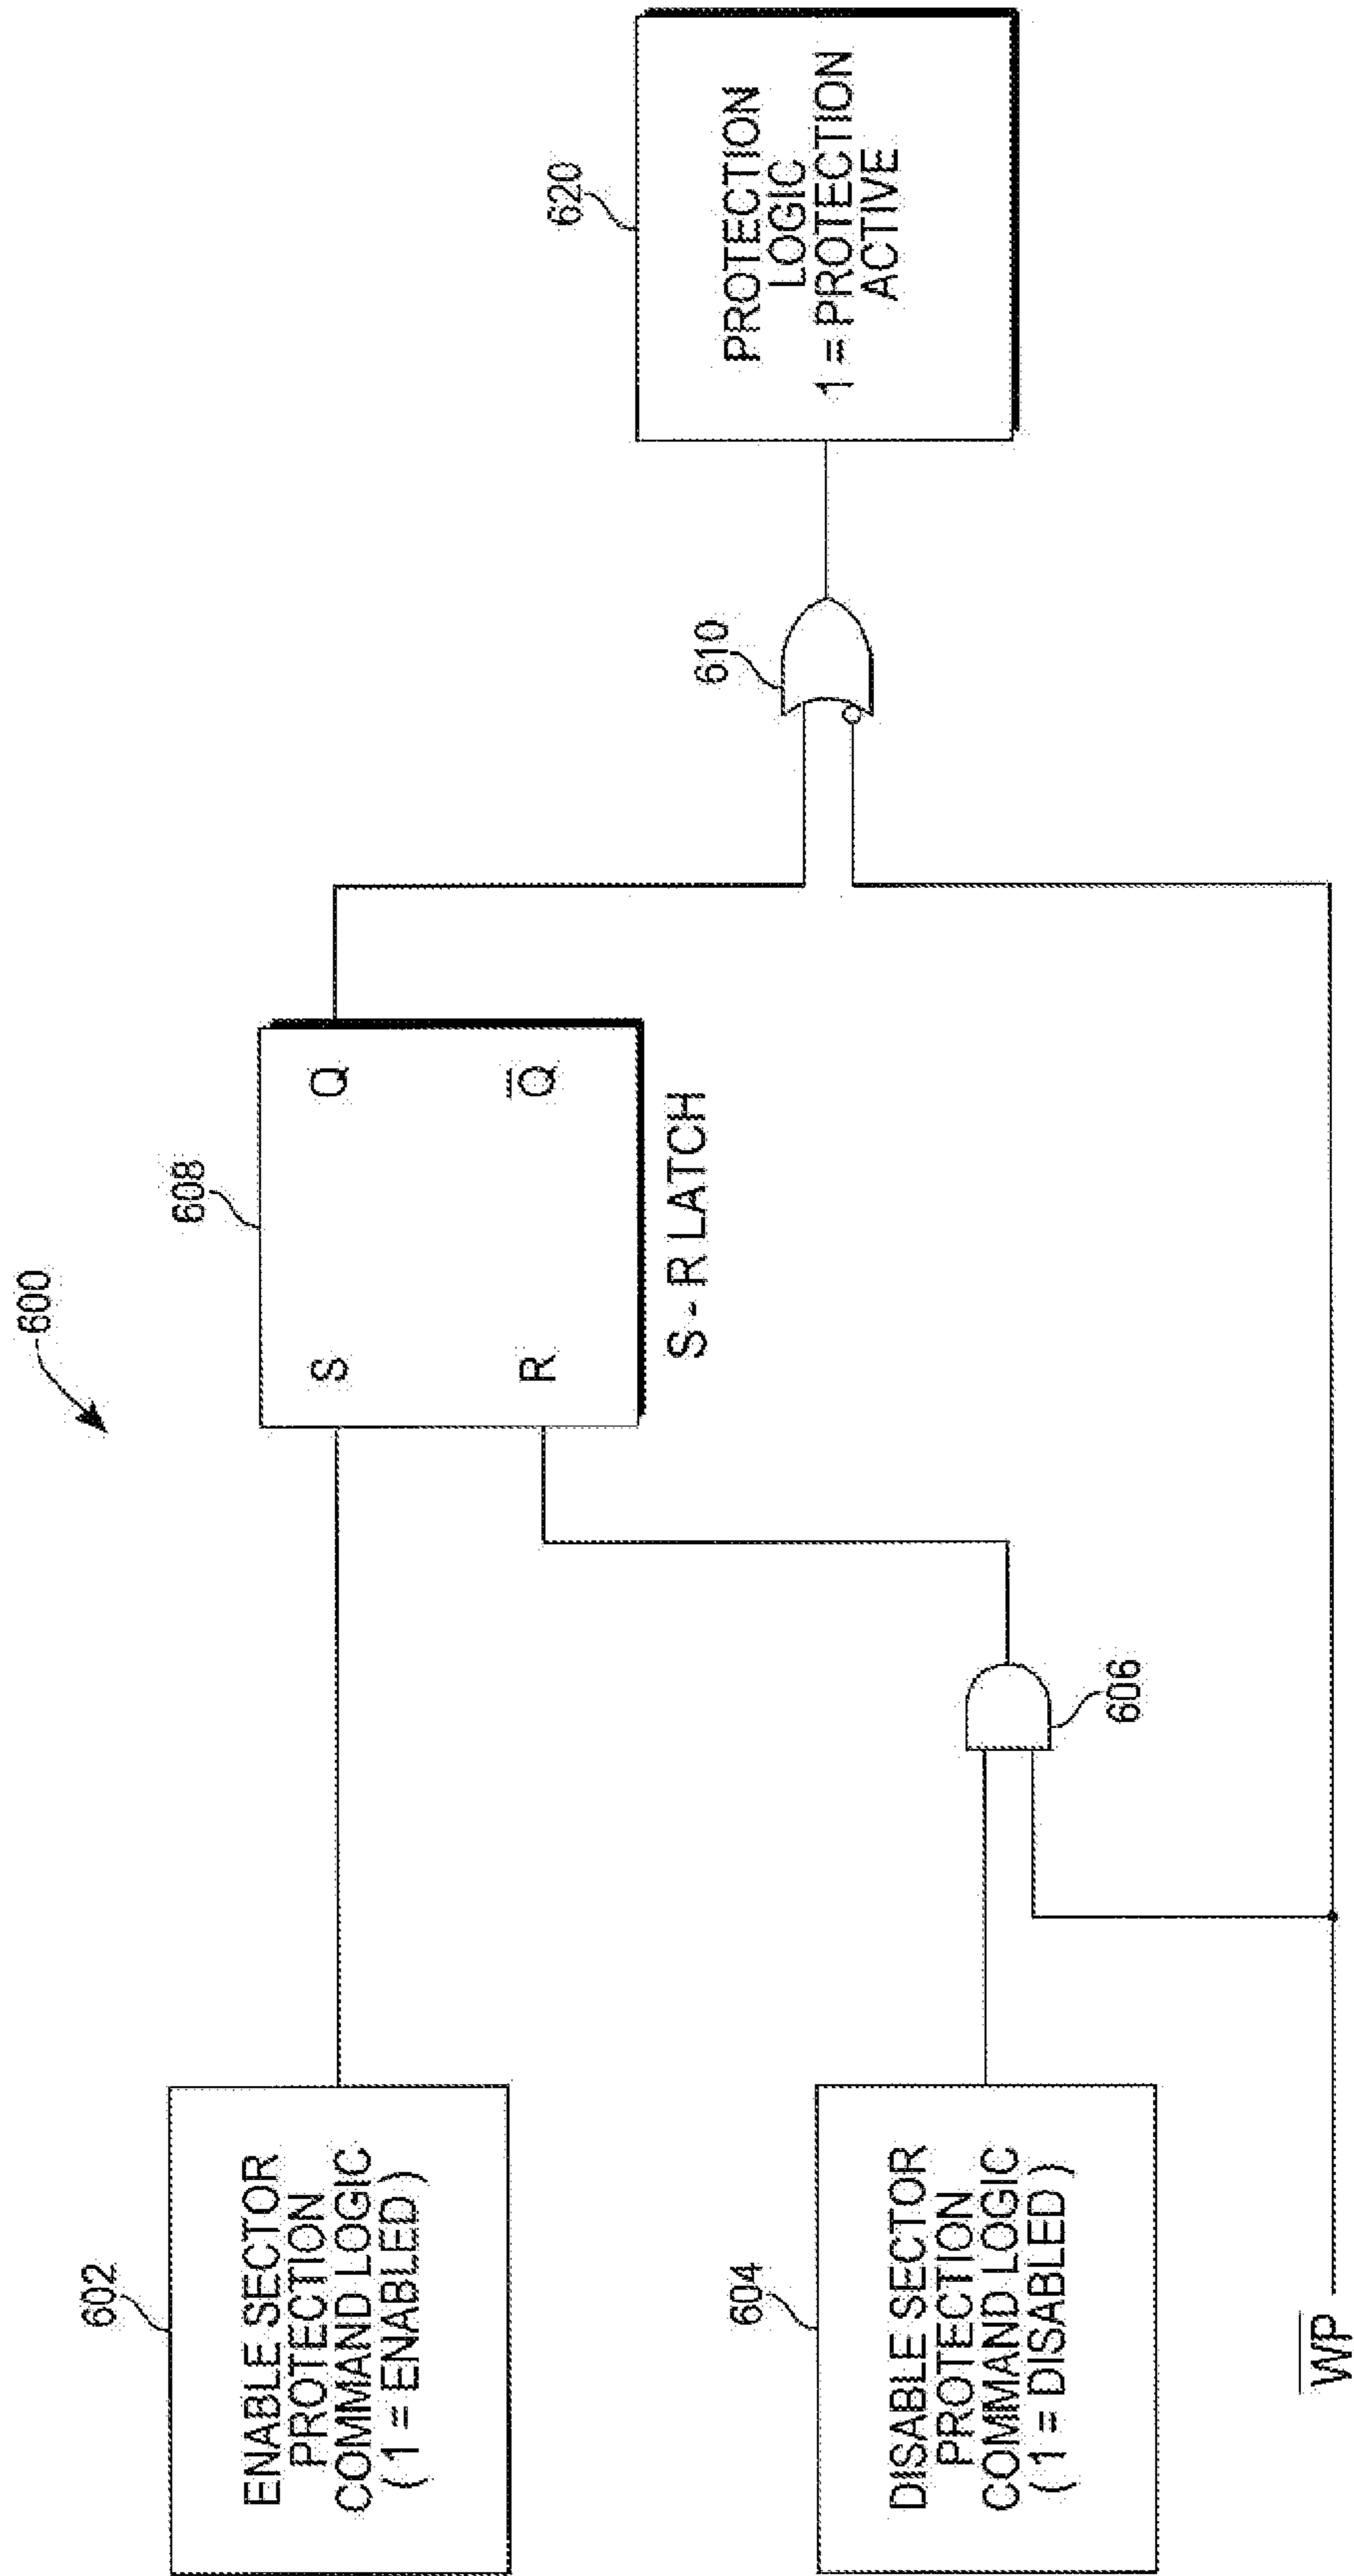 600
602
ENABLE SECTOR
PROTECTION
COMMAND LOGIC
( 1 = ENABLED )
608
S
Q
R
Q̅
S - R LATCH
604
DISABLE SECTOR
PROTECTION
COMMAND LOGIC
( 1 = DISABLED )
606
610
620
PROTECTION
LOGIC
1 = PROTECTION
ACTIVE
W̅P̅